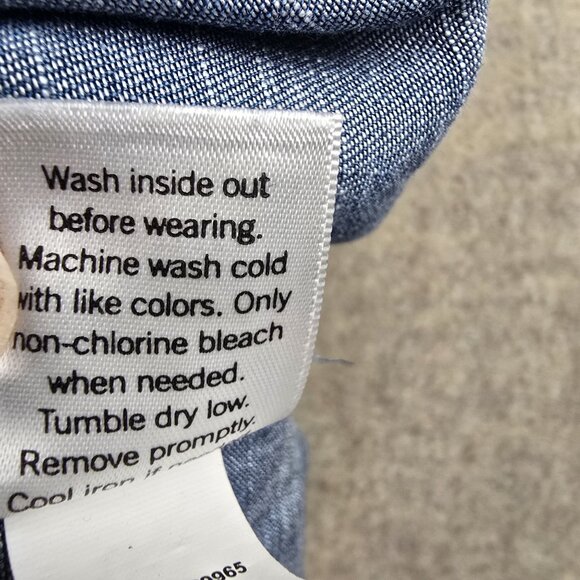 Wash inside out
before wearing.
Machine wash cold
with like colors. Only
non-chlorine bleach
when needed.
Tumble dry low.
Remove promptly.
Cool iron if